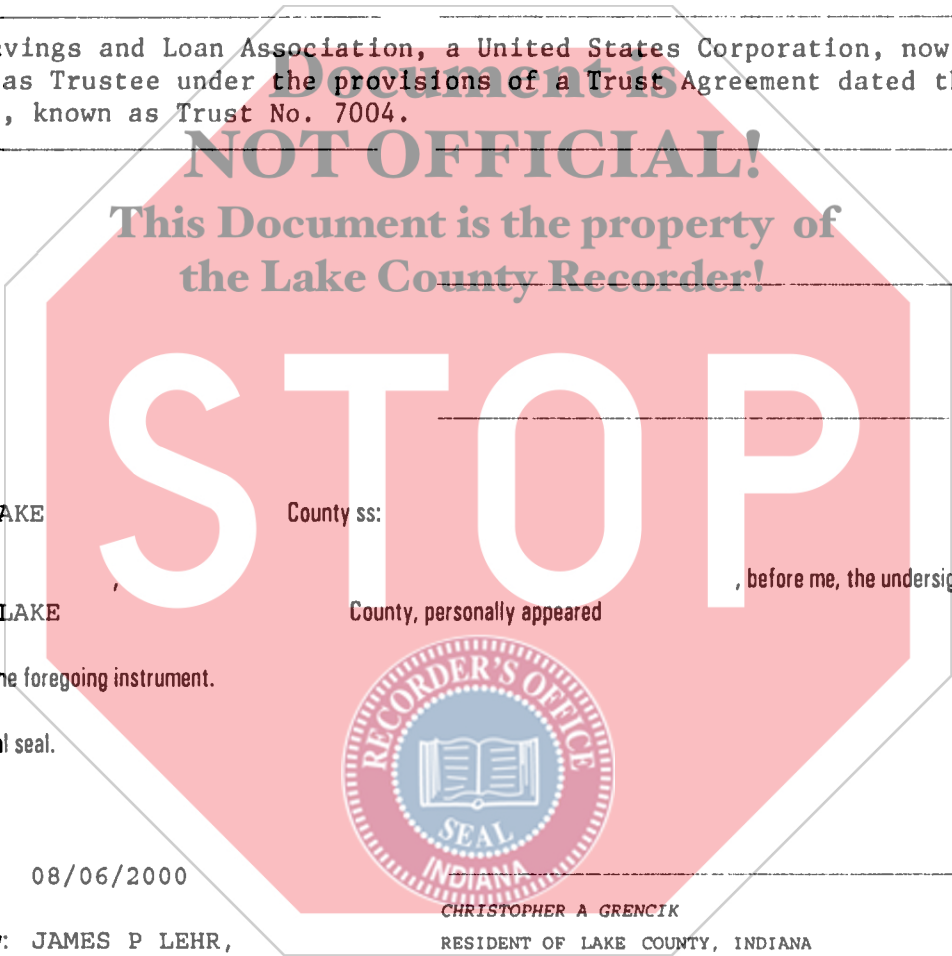 vings and Loan Association, a United States Corporation, now
as Trustee under the provisions of a Trust Agreement dated th
, known as Trust No. 7004.
Document is
NOT OFFICIAL!
This Document is the property of
the Lake County Recorder!
STOP
AKE County ss:
, , before me, the undersig
LAKE County, personally appeared
he foregoing instrument.
l seal.
RECORDER'S OFFICE
SEAL
INDIANA
08/06/2000
CHRISTOPHER A GRENCIK
: JAMES P LEHR, RESIDENT OF LAKE COUNTY, INDIANA